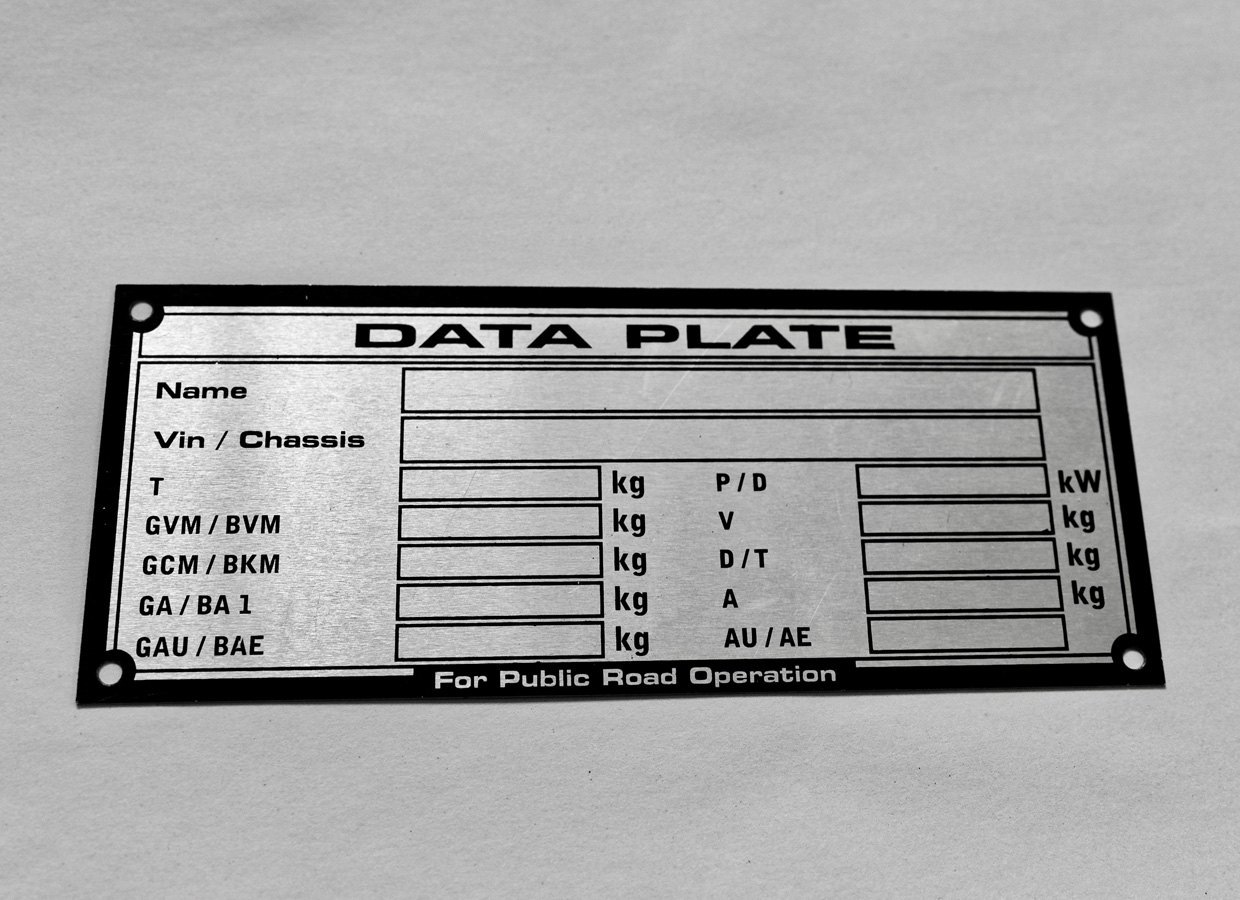 DATA PLATE
Name
Vin / Chassis
T kg P / D kW
GVM / BVM kg V kg
GCM / BKM kg D / T kg
GA / BA 1 kg A kg
GAU / BAE kg AU / AE
For Public Road Operation